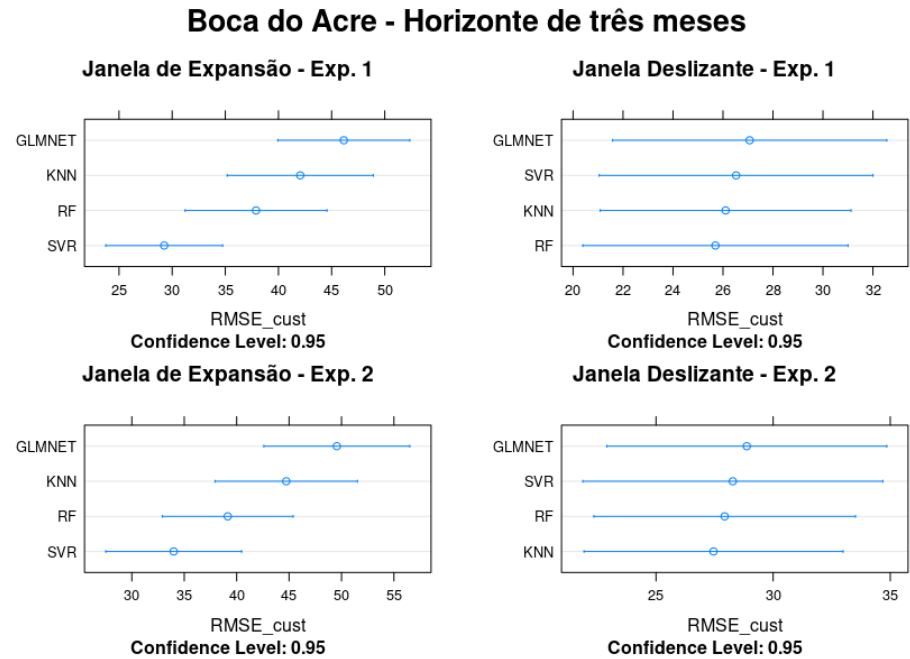 Boca do Acre - Horizonte de três meses
Janela de Expansão - Exp. 1
GLMNET
KNN
RF
SVR
25 30 35 40 45 50
RMSE_cust
Confidence Level: 0.95
Janela Deslizante - Exp. 1
GLMNET
SVR
KNN
RF
20 22 24 26 28 30 32
RMSE_cust
Confidence Level: 0.95
Janela de Expansão - Exp. 2
GLMNET
KNN
RF
SVR
30 35 40 45 50 55
RMSE_cust
Confidence Level: 0.95
Janela Deslizante - Exp. 2
GLMNET
SVR
RF
KNN
25 30 35
RMSE_cust
Confidence Level: 0.95